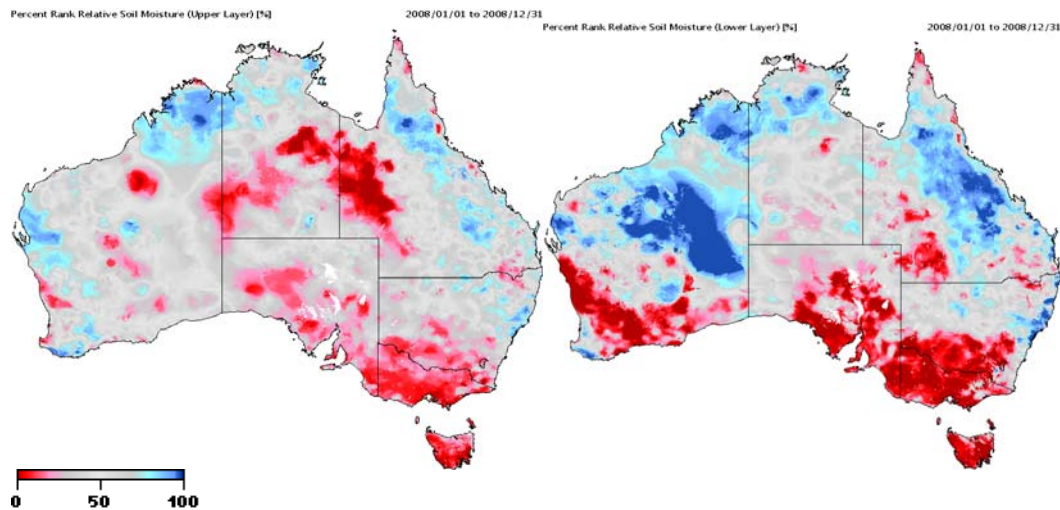 Percent Rank Relative Soil Moisture (Upper Layer) [%] 2008/01/01 to 2008/12/31
Percent Rank Relative Soil Moisture (Lower Layer) [%] 2008/01/01 to 2008/12/31
0 50 100